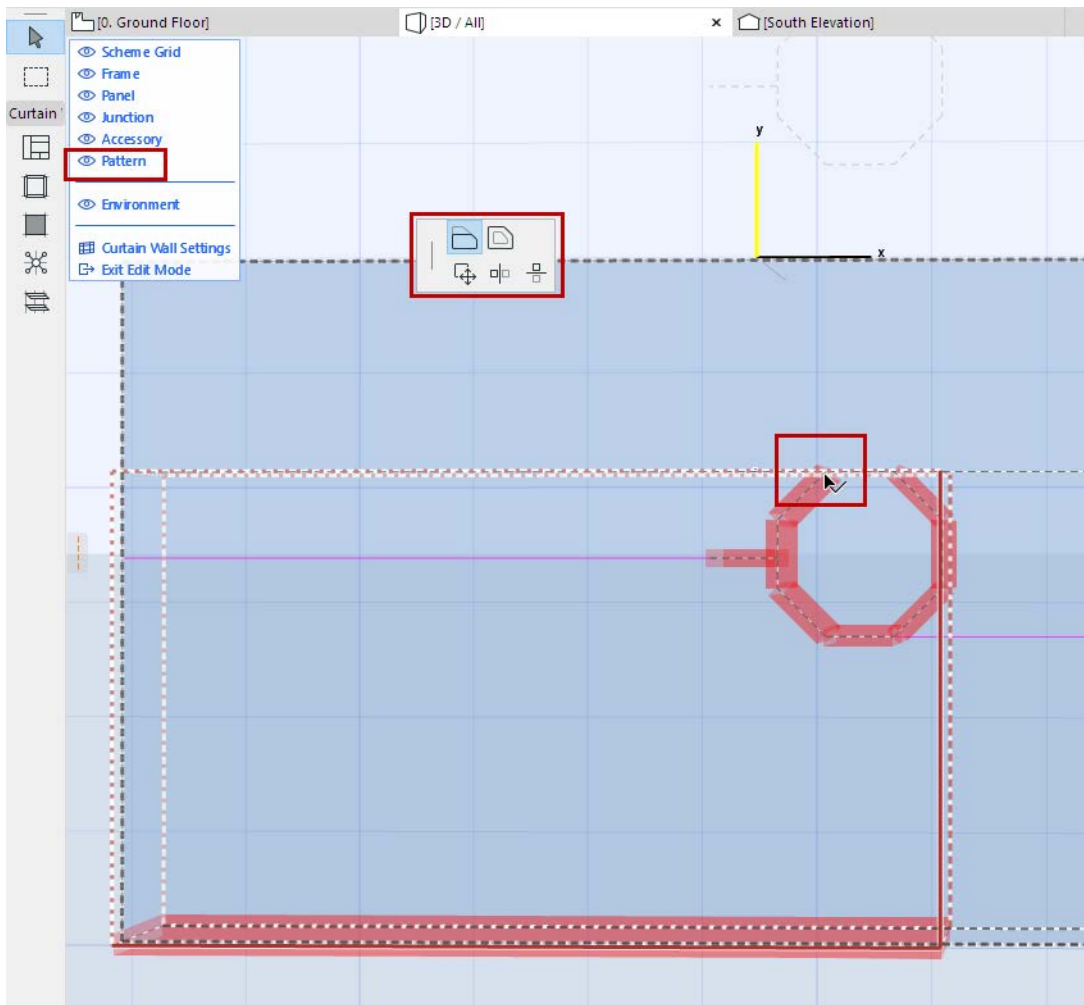 [0. Ground Floor]
[3D / All]
[South Elevation]
Scheme Grid
Frame
Panel
Junction
Accessory
Pattern
Environment
Curtain Wall Settings
Exit Edit Mode
Curtain
y
x